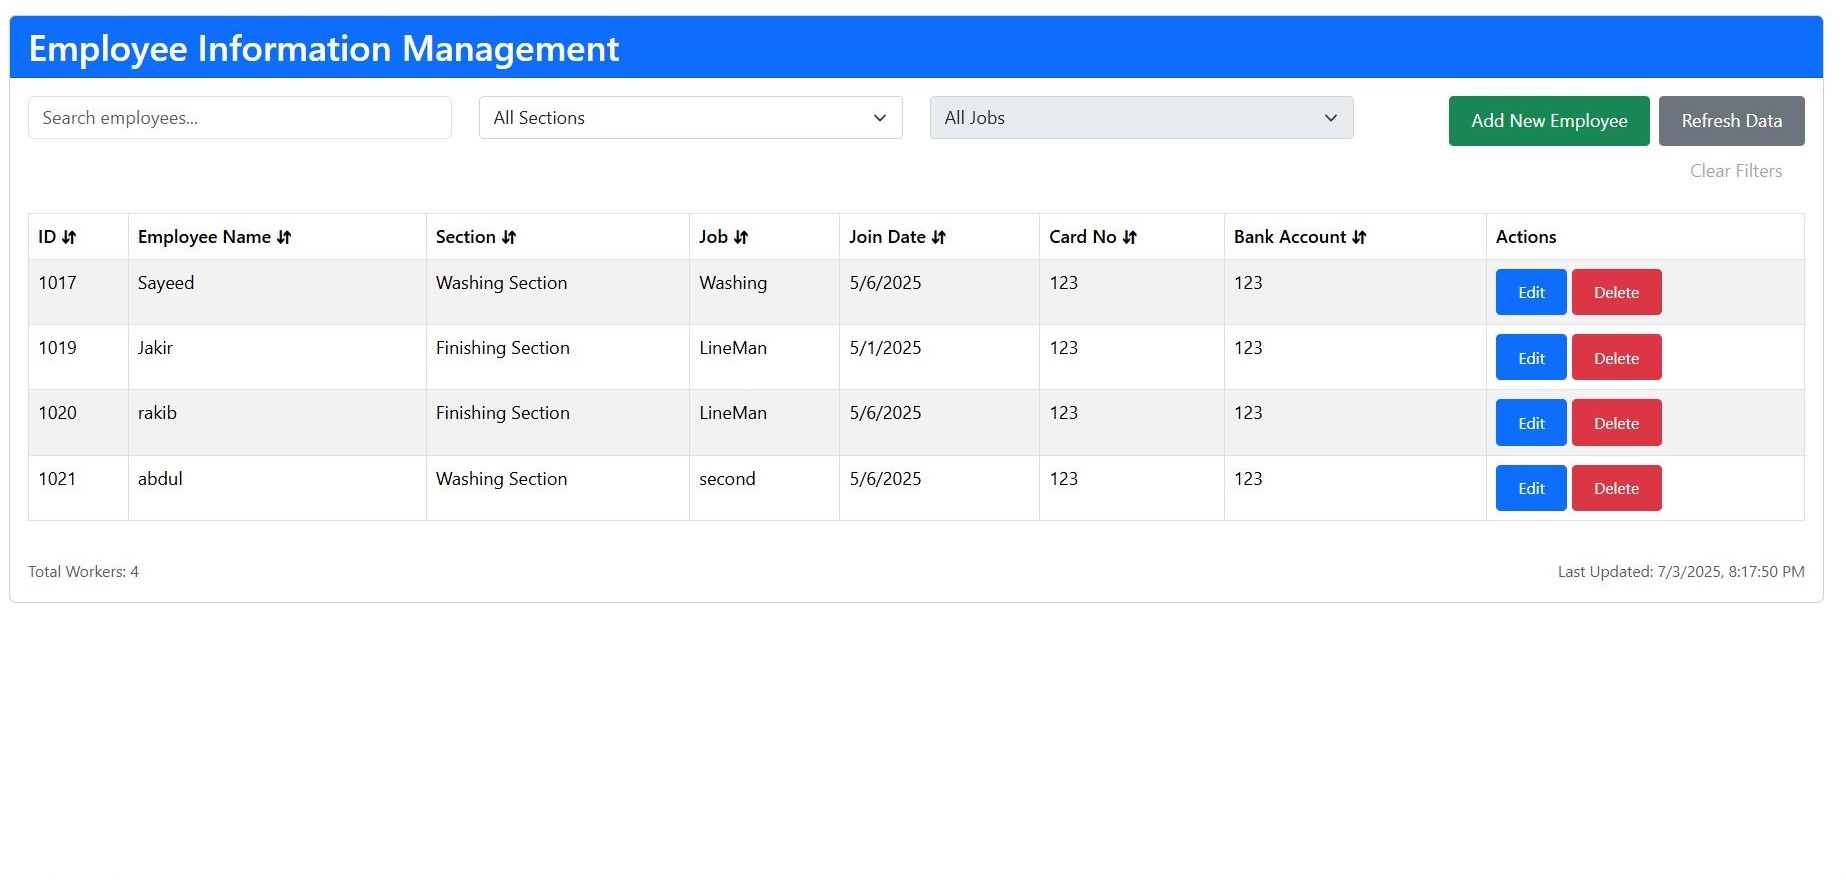 Employee Information Management
Search employees... All Sections All Jobs Add New Employee Refresh Data
Clear Filters
ID Employee Name Section Job Join Date Card No Bank Account Actions
1017 Sayeed Washing Section Washing 5/6/2025 123 123 Edit Delete
1019 Jakir Finishing Section LineMan 5/1/2025 123 123 Edit Delete
1020 rakib Finishing Section LineMan 5/6/2025 123 123 Edit Delete
1021 abdul Washing Section second 5/6/2025 123 123 Edit Delete
Total Workers: 4 Last Updated: 7/3/2025, 8:17:50 PM